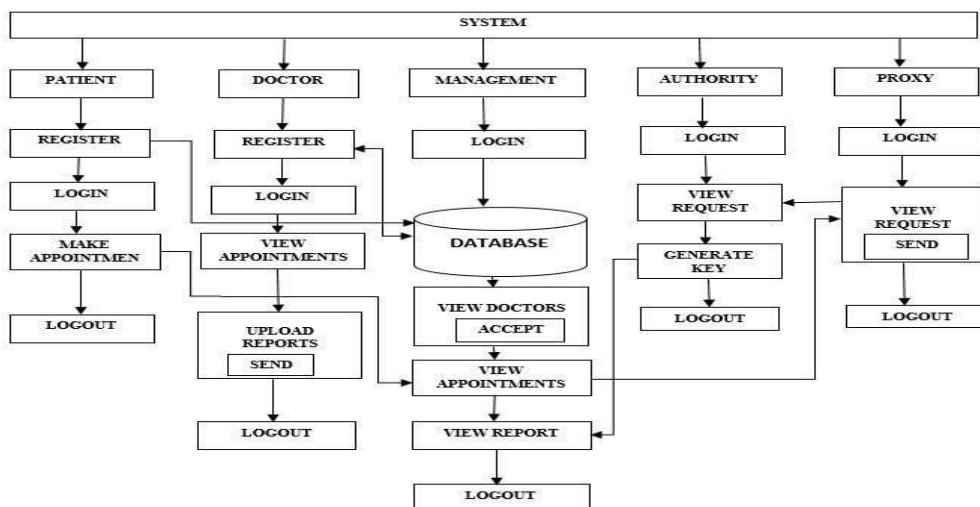 SYSTEM
PATIENT
DOCTOR
MANAGEMENT
AUTHORITY
PROXY
REGISTER
REGISTER
LOGIN
LOGIN
LOGIN
LOGIN
LOGIN
VIEW
REQUEST
VIEW
REQUEST
SEND
MAKE
APPOINTMEN
VIEW
APPOINTMENTS
DATABASE
GENERATE
KEY
LOGOUT
UPLOAD
REPORTS
SEND
VIEW DOCTORS
ACCEPT
LOGOUT
LOGOUT
VIEW
APPOINTMENTS
LOGOUT
VIEW REPORT
LOGOUT